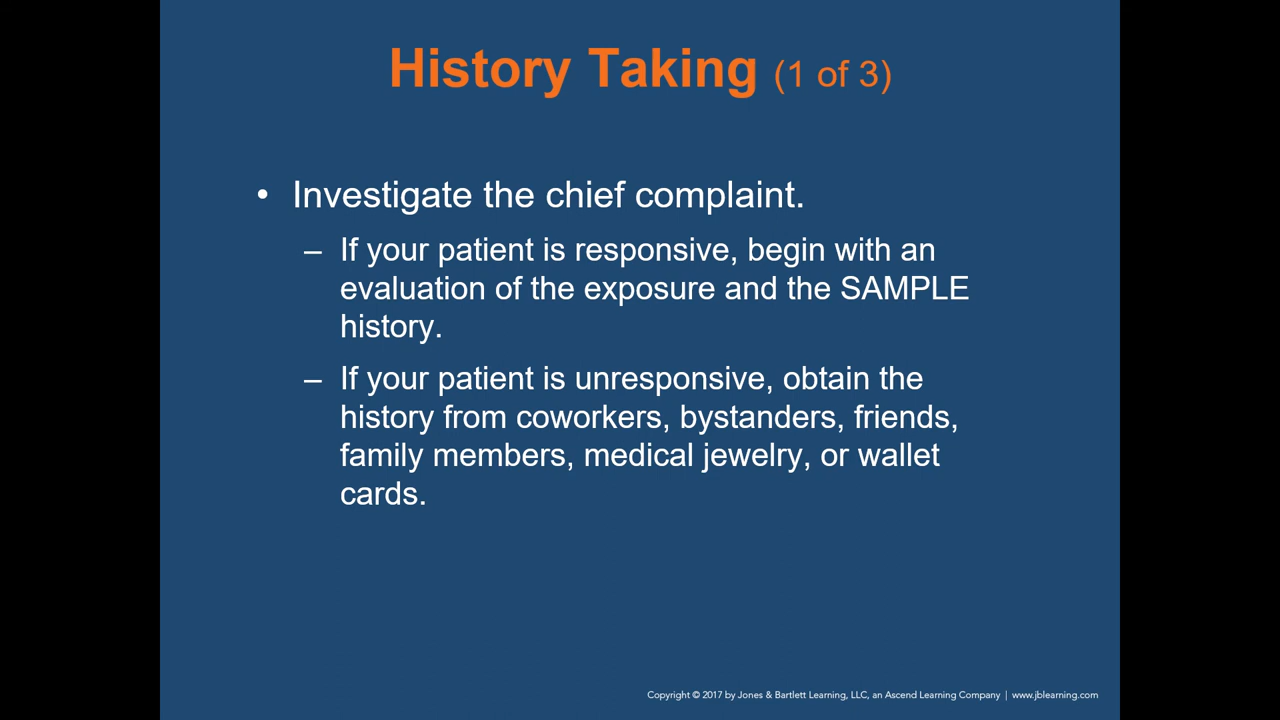 History Taking (1 of 3)
• Investigate the chief complaint.
– If your patient is responsive, begin with an
evaluation of the exposure and the SAMPLE
history.
– If your patient is unresponsive, obtain the
history from coworkers, bystanders, friends,
family members, medical jewelry, or wallet
cards.
Copyright © 2017 by Jones & Bartlett Learning, LLC, an Ascend Learning Company | www.jblearning.com